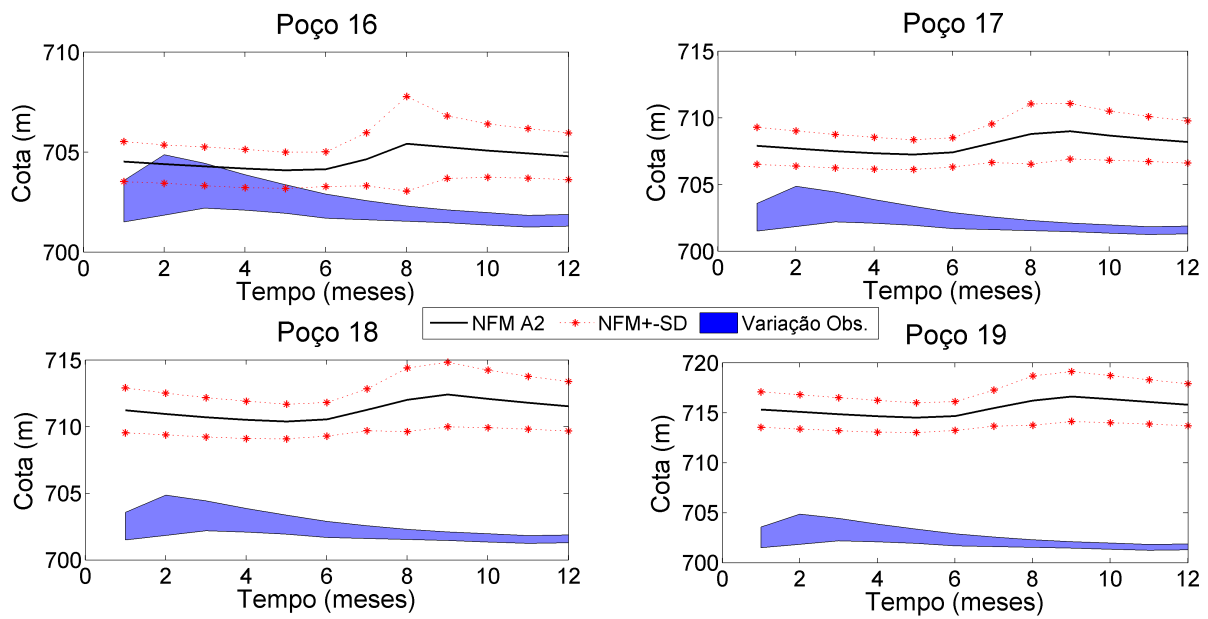 Poço 16
710
705
700
Cota (m)
0 2 4 6 8 10 12
Tempo (meses)
Poço 17
715
710
705
700
Cota (m)
0 2 4 6 8 10 12
Tempo (meses)
NFM A2 NFM+-SD Variação Obs.
Poço 18
715
710
705
700
Cota (m)
0 2 4 6 8 10 12
Tempo (meses)
Poço 19
720
715
710
705
700
Cota (m)
0 2 4 6 8 10 12
Tempo (meses)